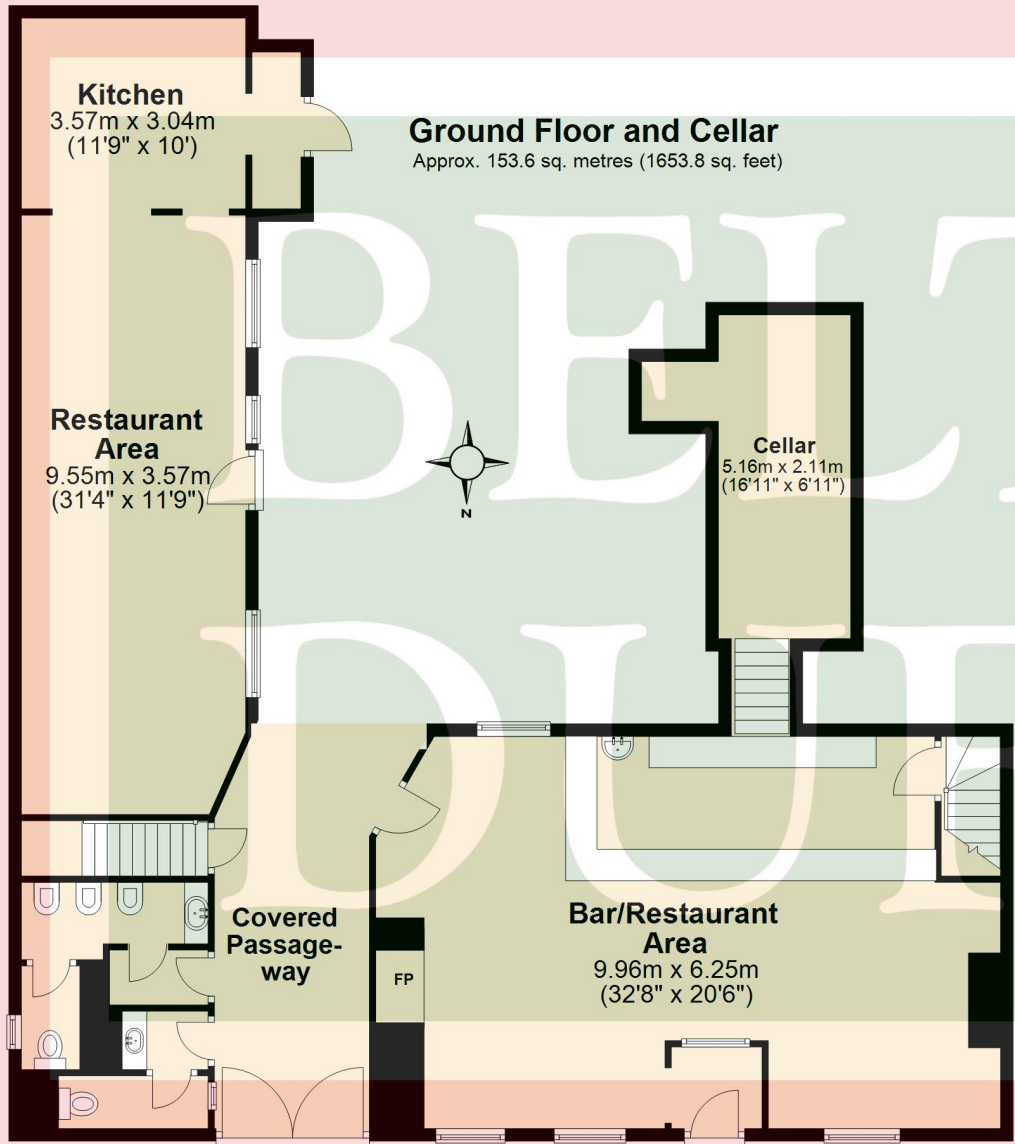 Kitchen
3.57m x 3.04m
(11'9" x 10')
Ground Floor and Cellar
Approx. 153.6 sq. metres (1653.8 sq. feet)
BELT
Restaurant
Area
9.55m x 3.57m
(31'4" x 11'9")
N
Cellar
5.16m x 2.11m
(16'11" x 6'11")
DUF
Covered
Passage-
way
FP
Bar/Restaurant
Area
9.96m x 6.25m
(32'8" x 20'6")